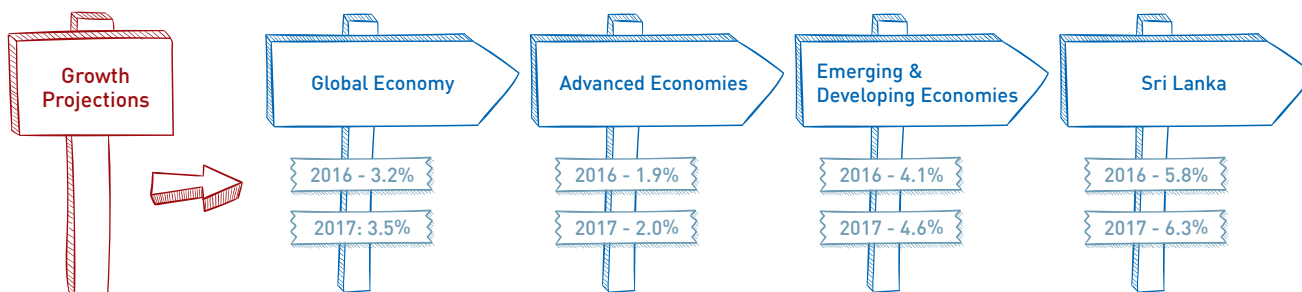 Growth
Projections
Global Economy
2016 - 3.2%
2017: 3.5%
Advanced Economies
2016 - 1.9%
2017 - 2.0%
Emerging &
Developing Economies
2016 - 4.1%
2017 - 4.6%
Sri Lanka
2016 - 5.8%
2017 - 6.3%